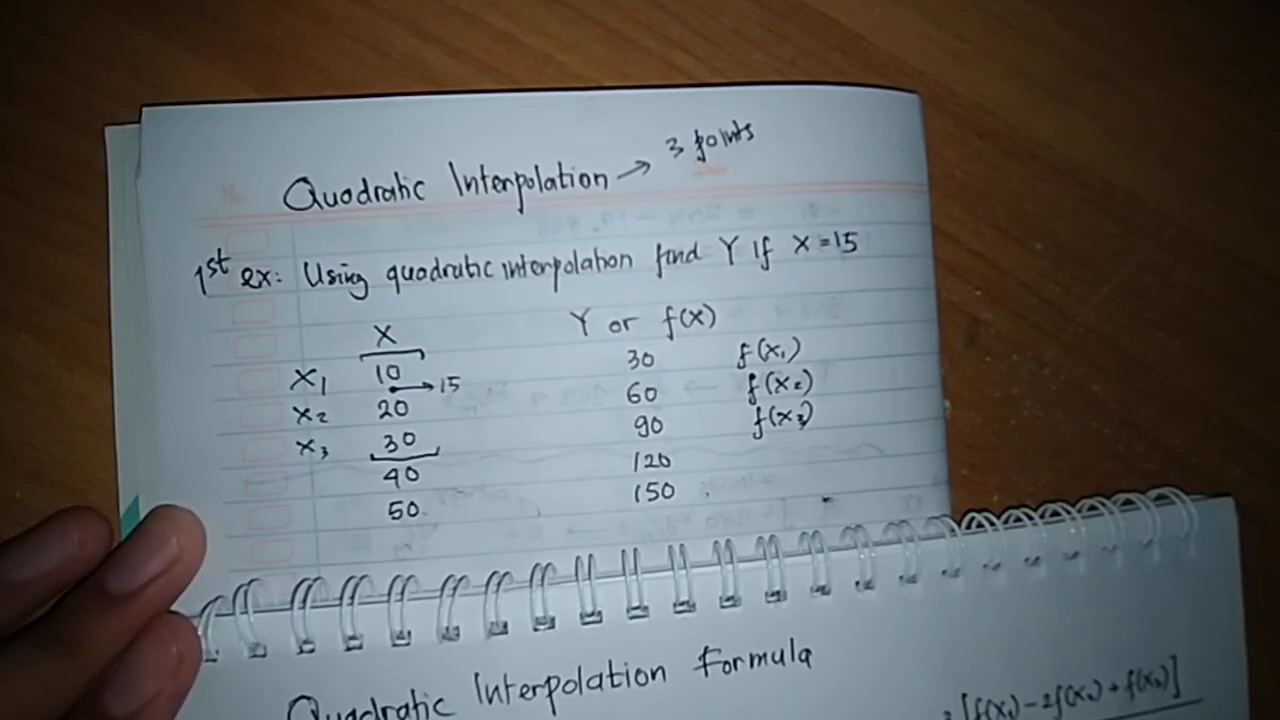 Quadratic Interpolation → 3 points
1st ex: Using quadratic interpolation find Y If X = 15
X Y or f(x)
X1 10 → 15 30 f(x1)
X2 20 60 f(x2)
X3 30 90 f(x3)
40 120
50 150
Quadratic Interpolation Formula
[f(x1) - 2f(x2) + f(x3)]